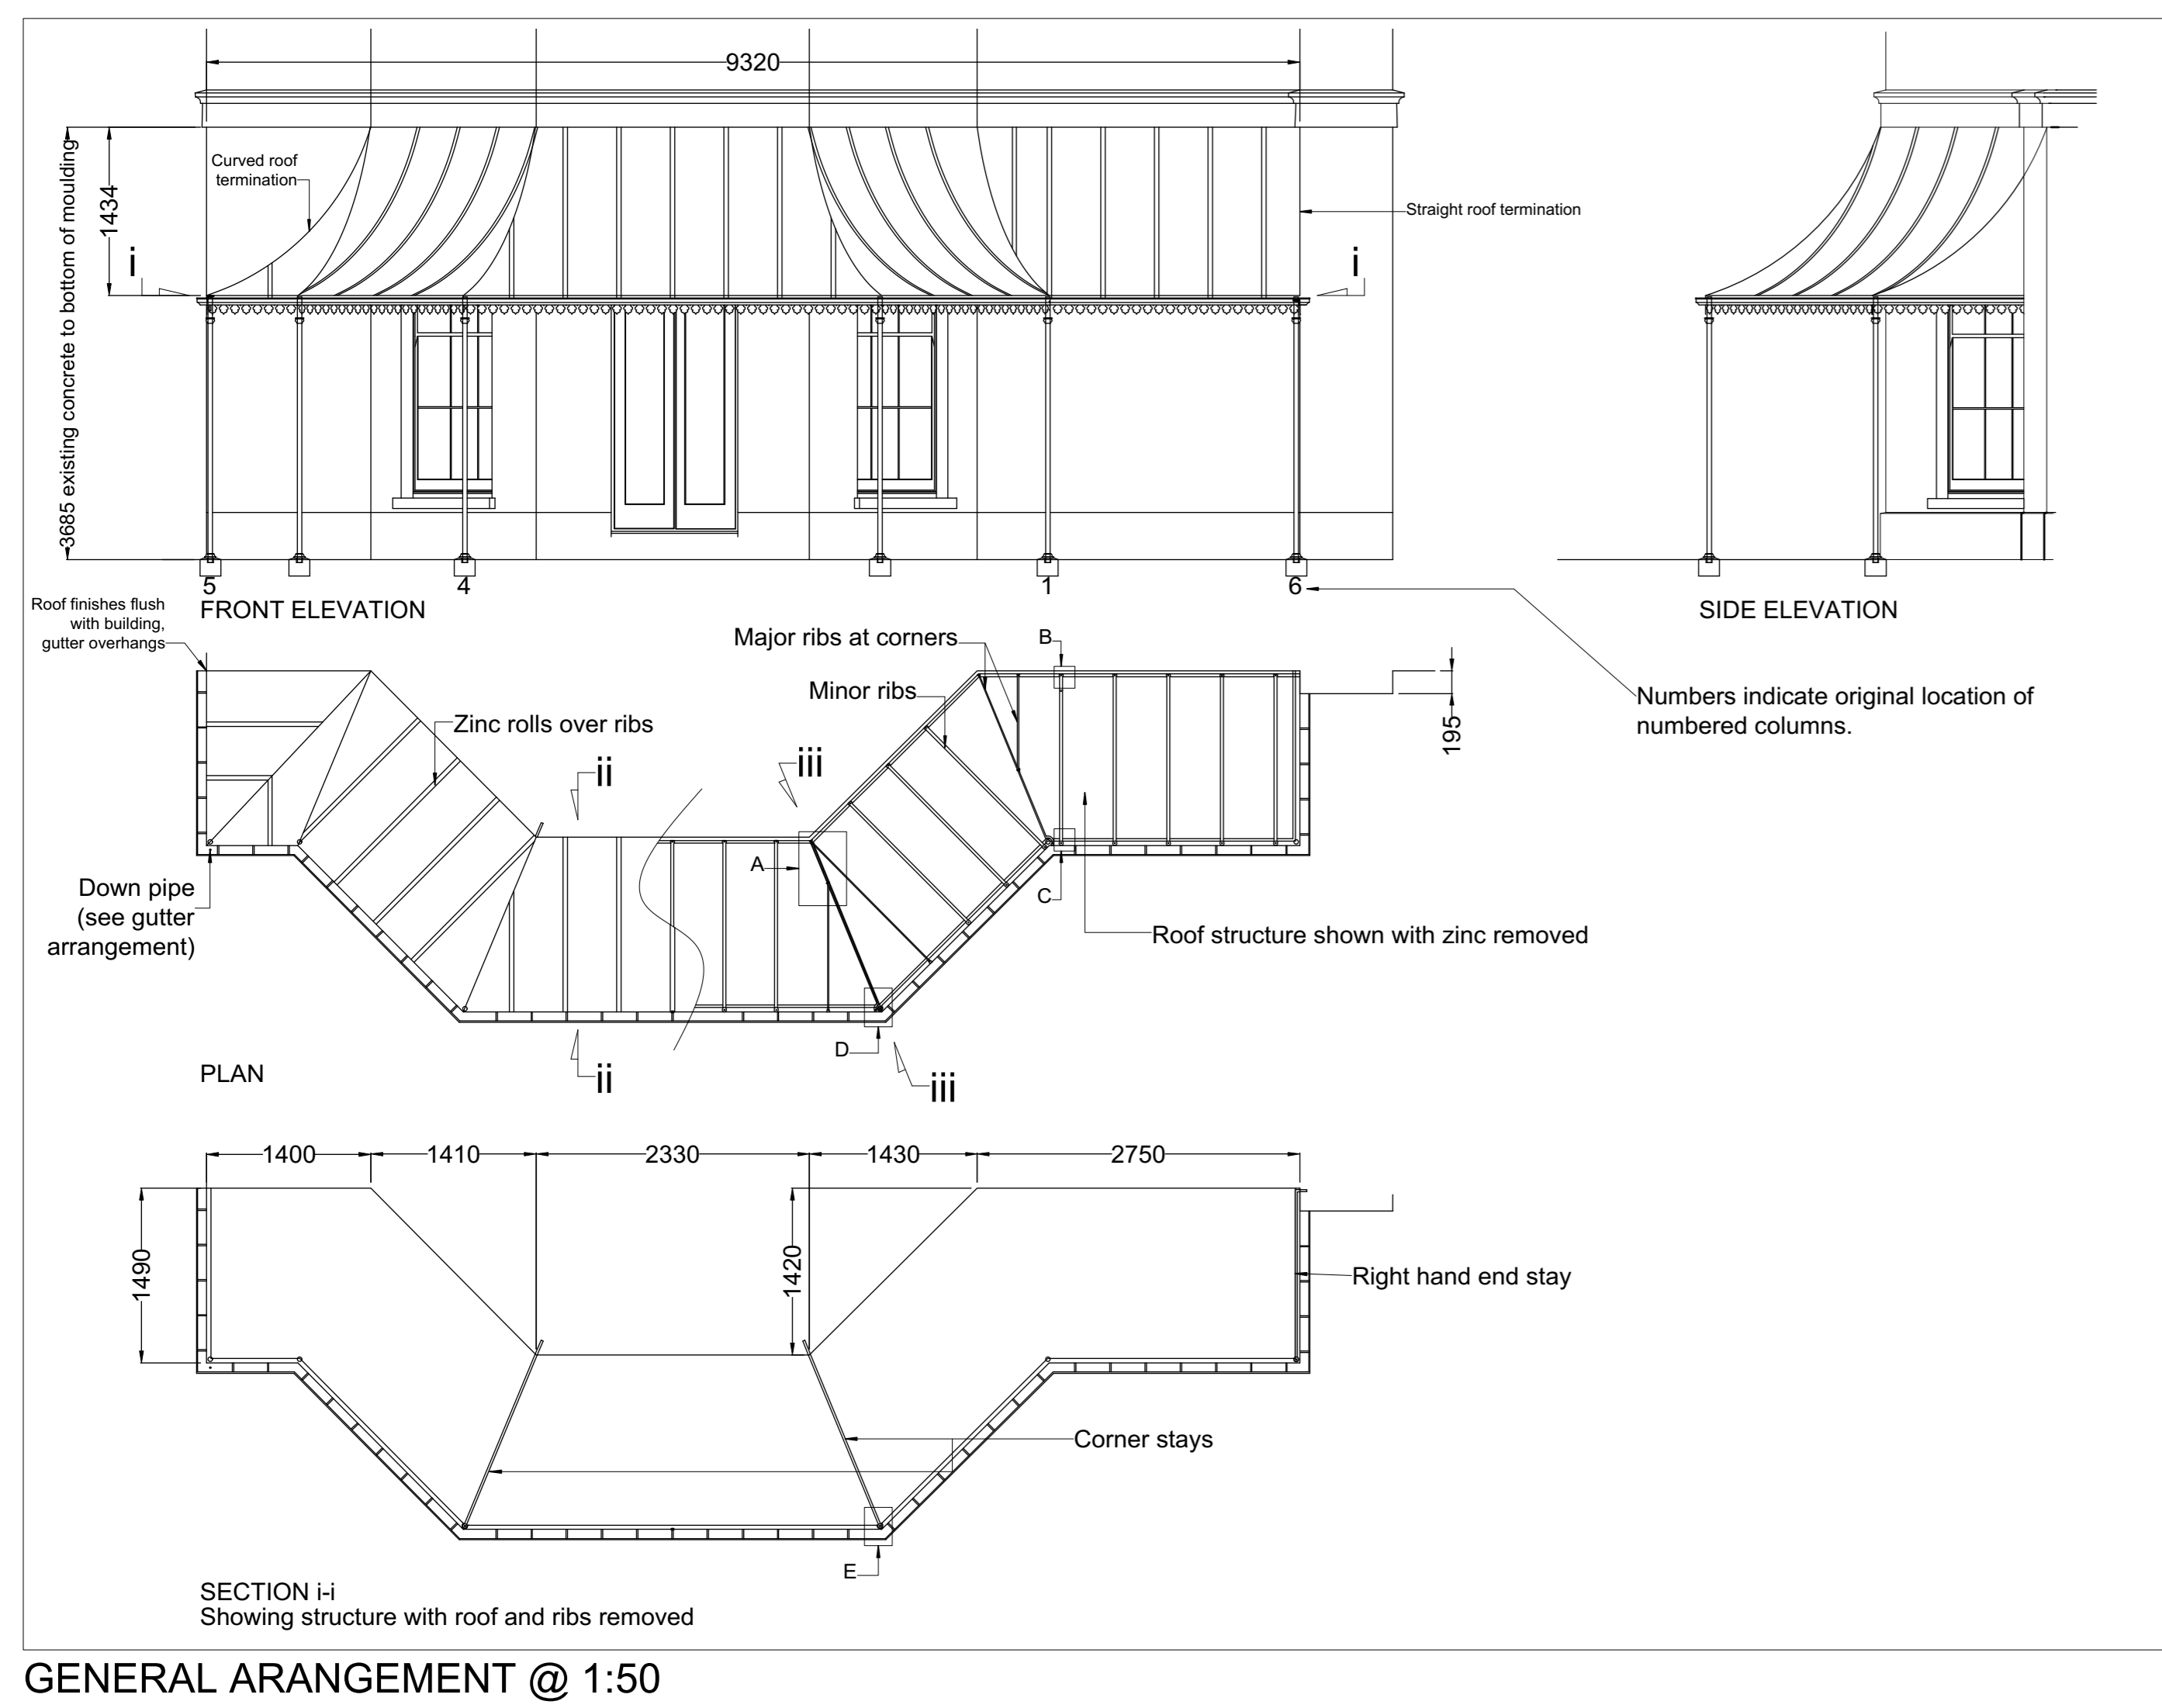 9320
3685 existing concrete to bottom of moulding
1434
Curved roof
termination
Straight roof termination
i
i
5
4
1
6
FRONT ELEVATION
SIDE ELEVATION
Roof finishes flush
with building,
gutter overhangs
Major ribs at corners
B
Minor ribs
Zinc rolls over ribs
Numbers indicate original location of
numbered columns.
195
ii
iii
A
Down pipe
(see gutter
arrangement)
C
Roof structure shown with zinc removed
D
ii
iii
PLAN
1400
1410
2330
1430
2750
1490
1420
Right hand end stay
Corner stays
E
SECTION i-i
Showing structure with roof and ribs removed
GENERAL ARANGEMENT @ 1:50